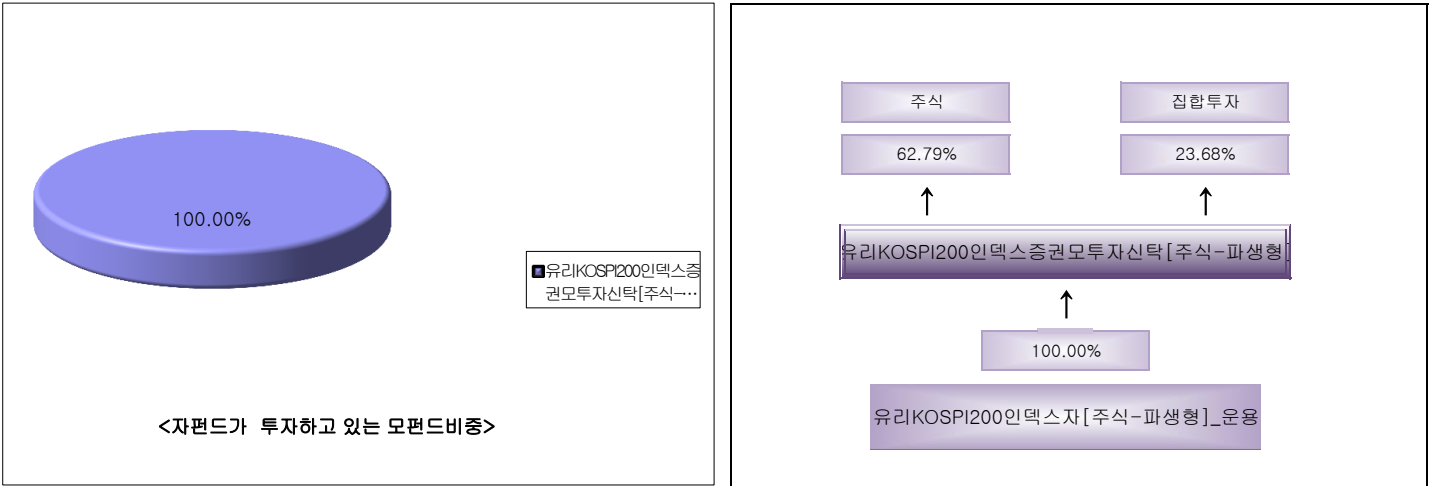 100.00%
유리KOSPI200인덱스증
권모투자신탁[주식-…
<자펀드가 투자하고 있는 모펀드비중>
주식
집합투자
62.79%
23.68%
↑
↑
유리KOSPI200인덱스증권모투자신탁[주식-파생형]
↑
100.00%
유리KOSPI200인덱스자[주식-파생형]_운용